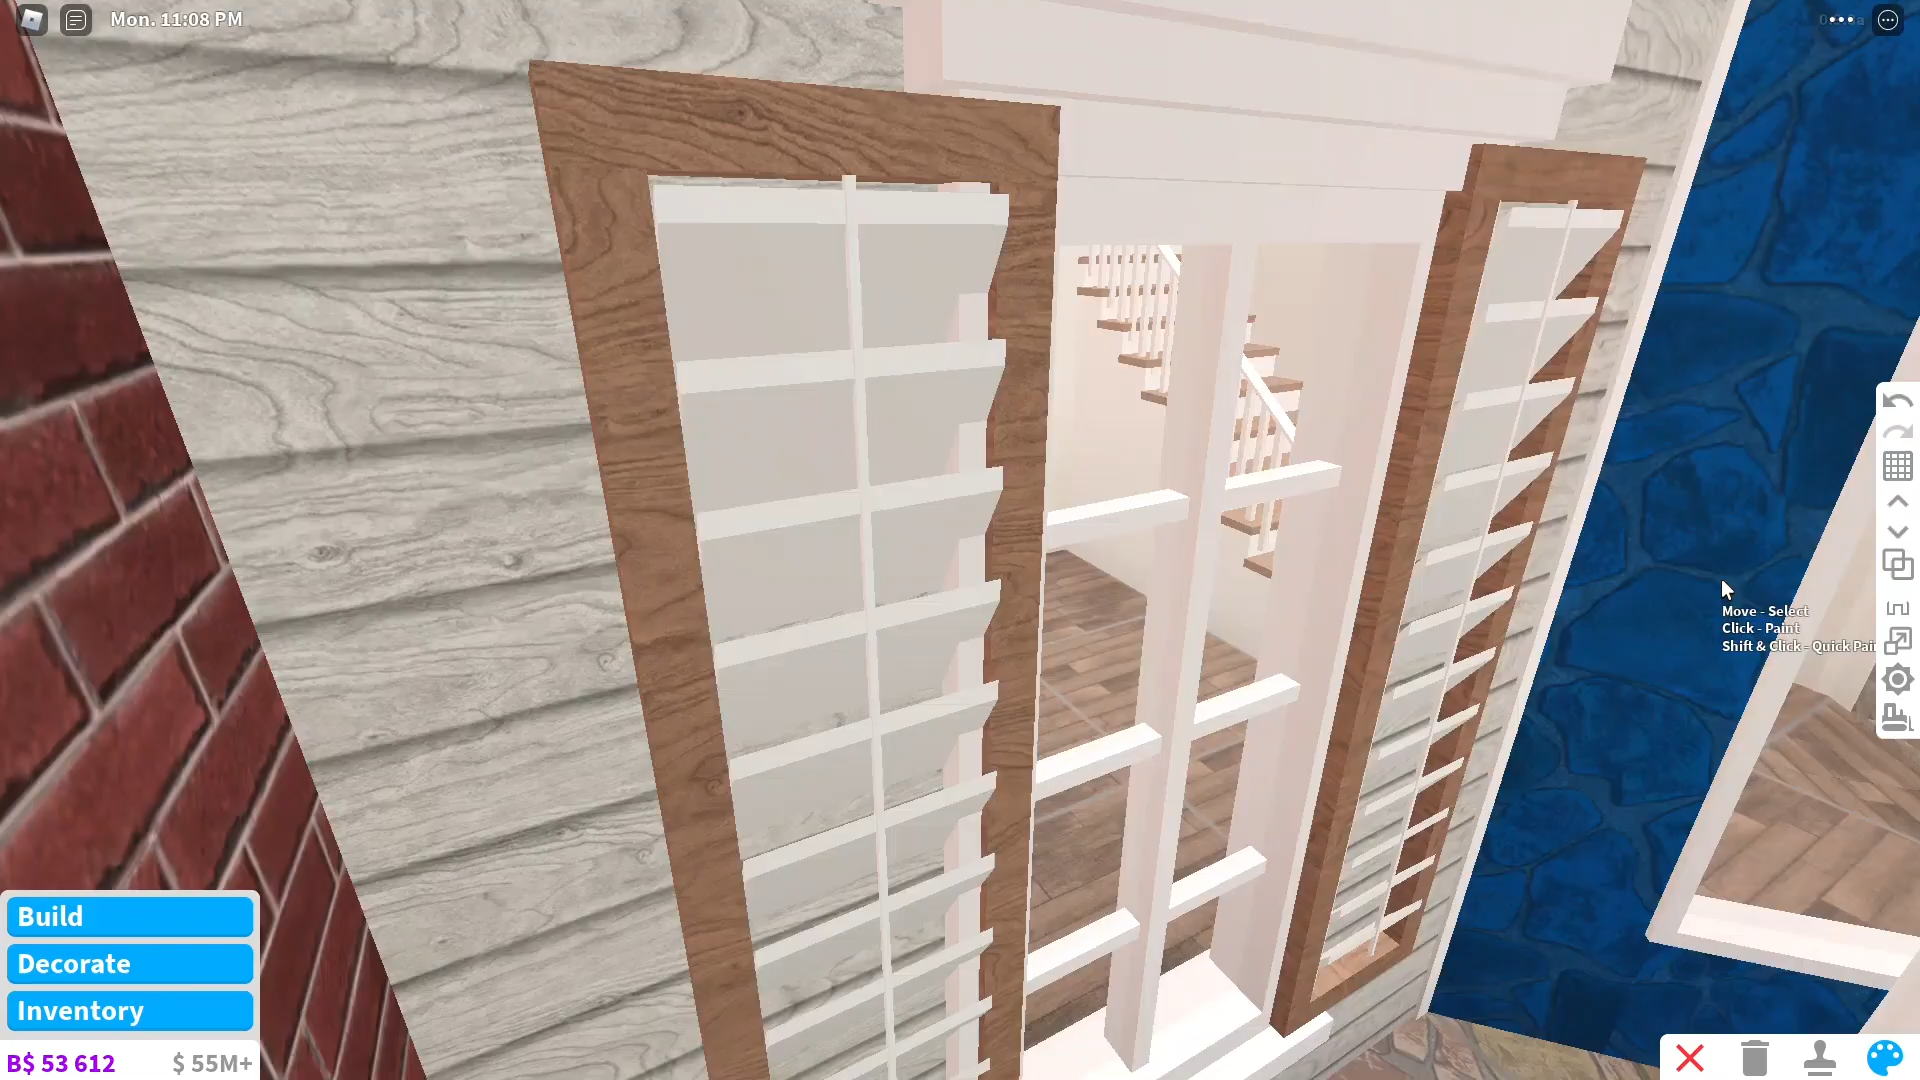 Mon. 11:08 PM
Move - Select
Click - Paint
Shift & Click - Quick Pai
Build
Decorate
Inventory
B$ 53 612
$ 55M+